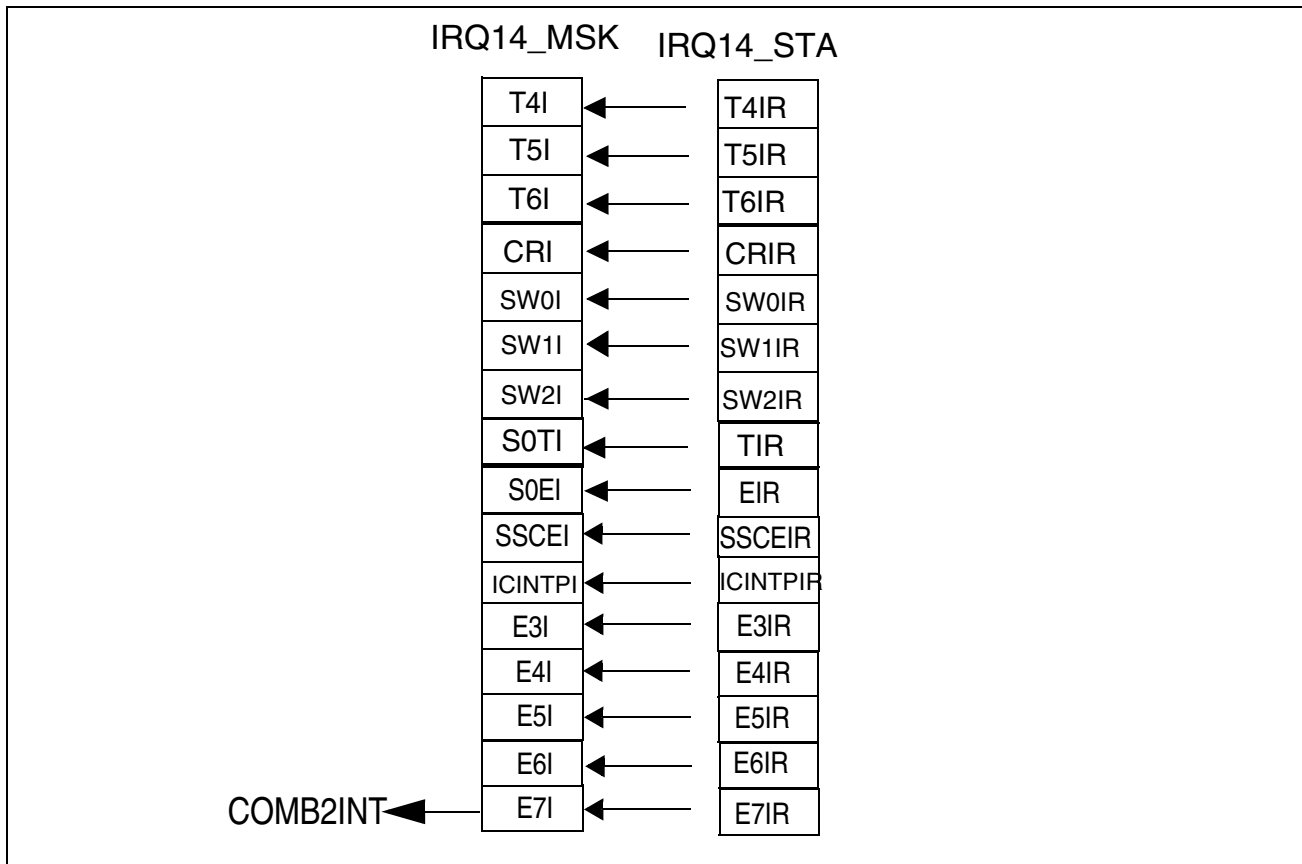 IRQ14_MSK IRQ14_STA
T4I T4IR
T5I T5IR
T6I T6IR
CRI CRIR
SW0I SW0IR
SW1I SW1IR
SW2I SW2IR
S0TI TIR
S0EI EIR
SSCEI SSCEIR
ICINTPI ICINTPIR
E3I E3IR
E4I E4IR
E5I E5IR
E6I E6IR
COMB2INT E7I E7IR